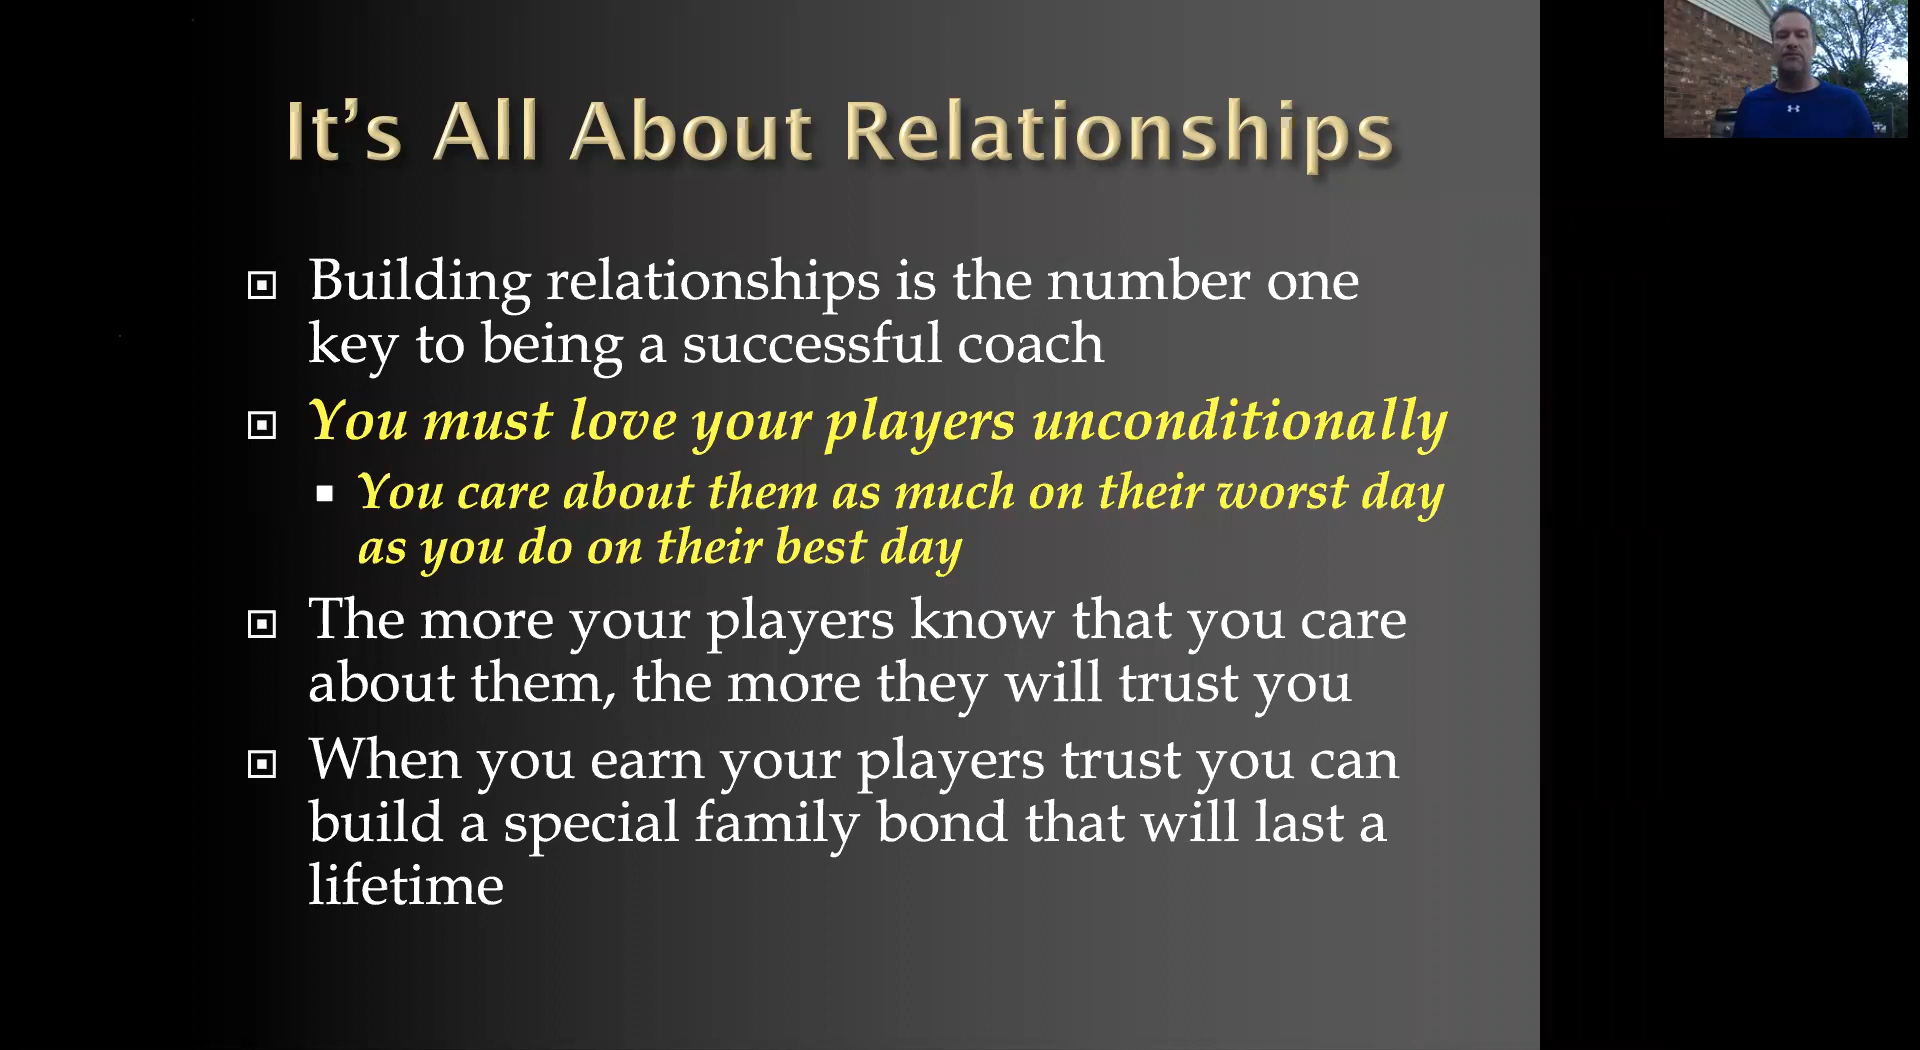 It's All About Relationships
Building relationships is the number one
key to being a successful coach
You must love your players unconditionally
You care about them as much on their worst day
as you do on their best day
The more your players know that you care
about them, the more they will trust you
When you earn your players trust you can
build a special family bond that will last a
lifetime